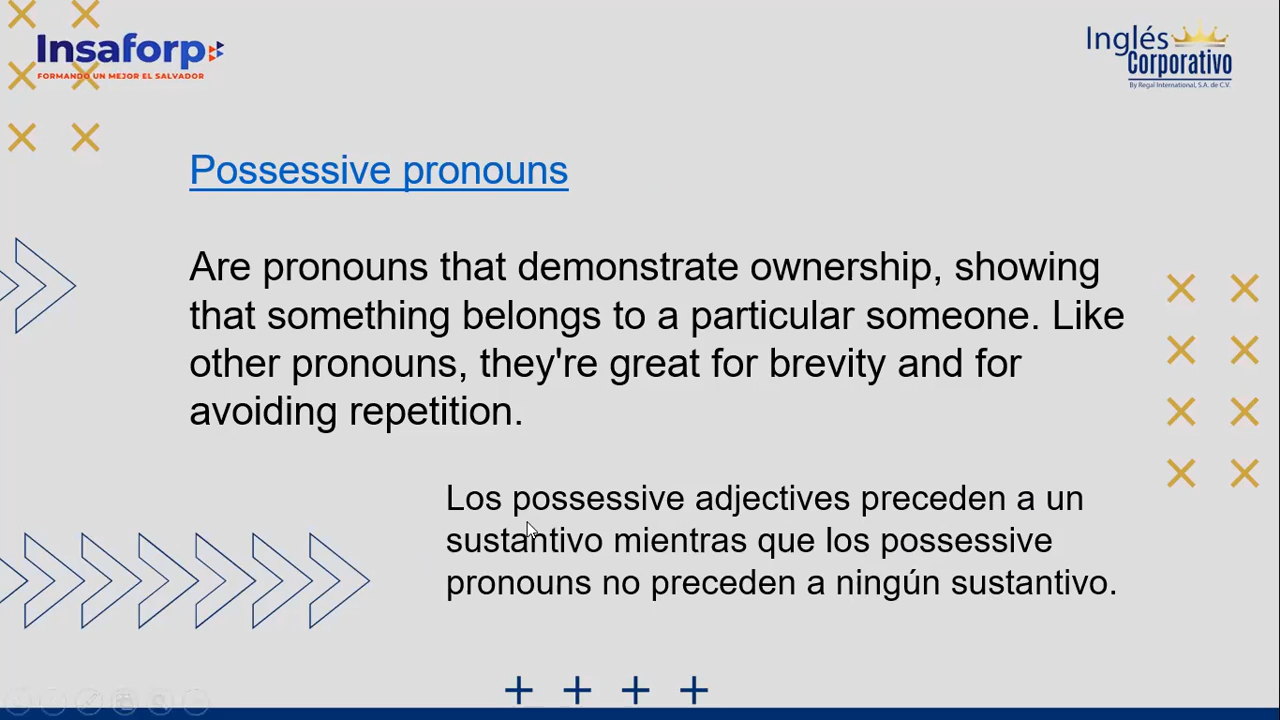 Insaforp
FORMANDO UN MEJOR EL SALVADOR
Inglés
Corporativo
By Regal International, S.A. de C.V.
Possessive pronouns
Are pronouns that demonstrate ownership, showing
that something belongs to a particular someone. Like
other pronouns, they're great for brevity and for
avoiding repetition.
Los possessive adjectives preceden a un
sustantivo mientras que los possessive
pronouns no preceden a ningún sustantivo.